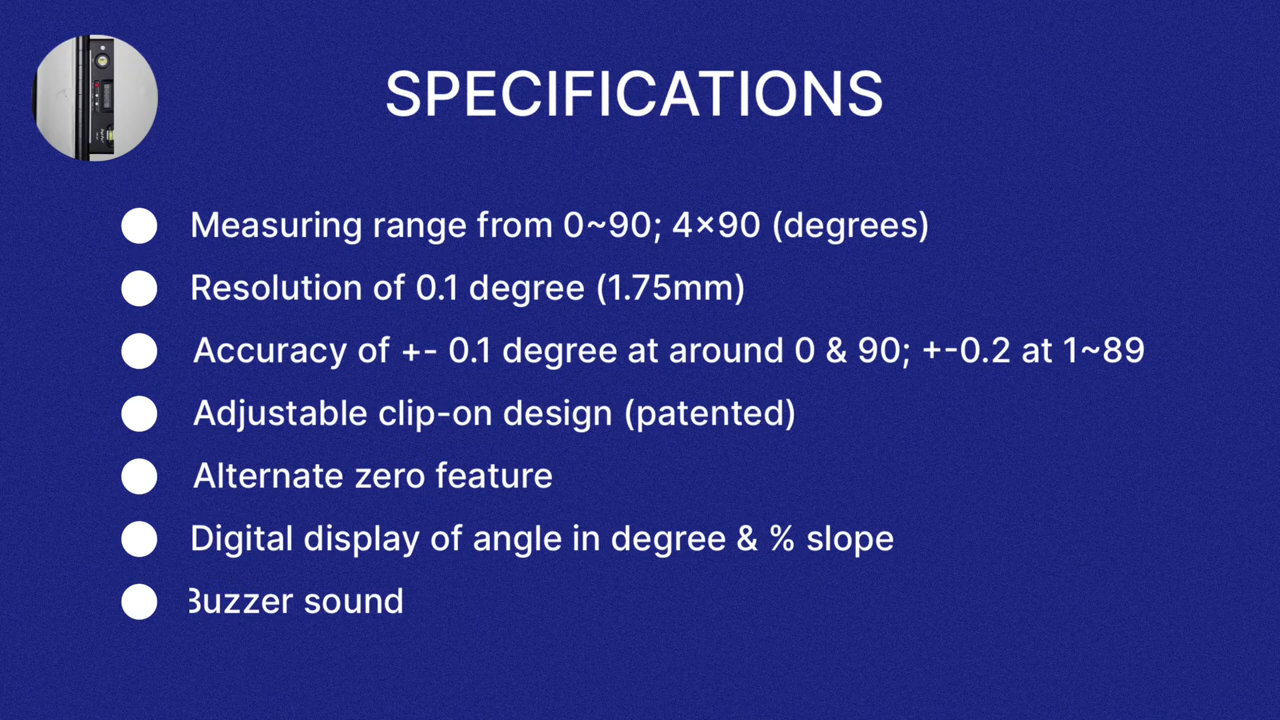 SPECIFICATIONS
Measuring range from 0~90; 4×90 (degrees)
Resolution of 0.1 degree (1.75mm)
Accuracy of +- 0.1 degree at around 0 & 90; +-0.2 at 1~89
Adjustable clip-on design (patented)
Alternate zero feature
Digital display of angle in degree & % slope
Buzzer sound